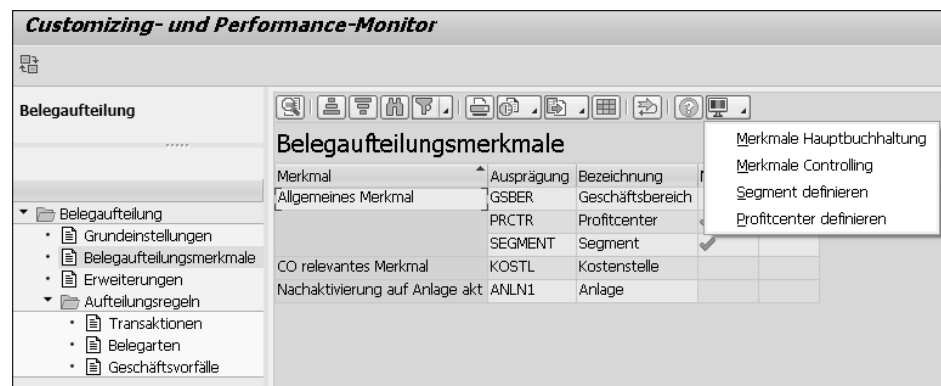 Customizing- und Performance-Monitor
Belegaufteilung
Belegaufteilung
Grundeinstellungen
Belegaufteilungsmerkmale
Erweiterungen
Aufteilungsregeln
Transaktionen
Belegarten
Geschäftsvorfälle
Belegaufteilungsmerkmale
Merkmal Ausprägung Bezeichnung
Allgemeines Merkmal GSBER Geschäftsbereich
PRCTR Profitcenter
SEGMENT Segment
CO relevantes Merkmal KOSTL Kostenstelle
Nachaktivierung auf Anlage akt ANLN1 Anlage
Merkmale Hauptbuchhaltung
Merkmale Controlling
Segment definieren
Profitcenter definieren